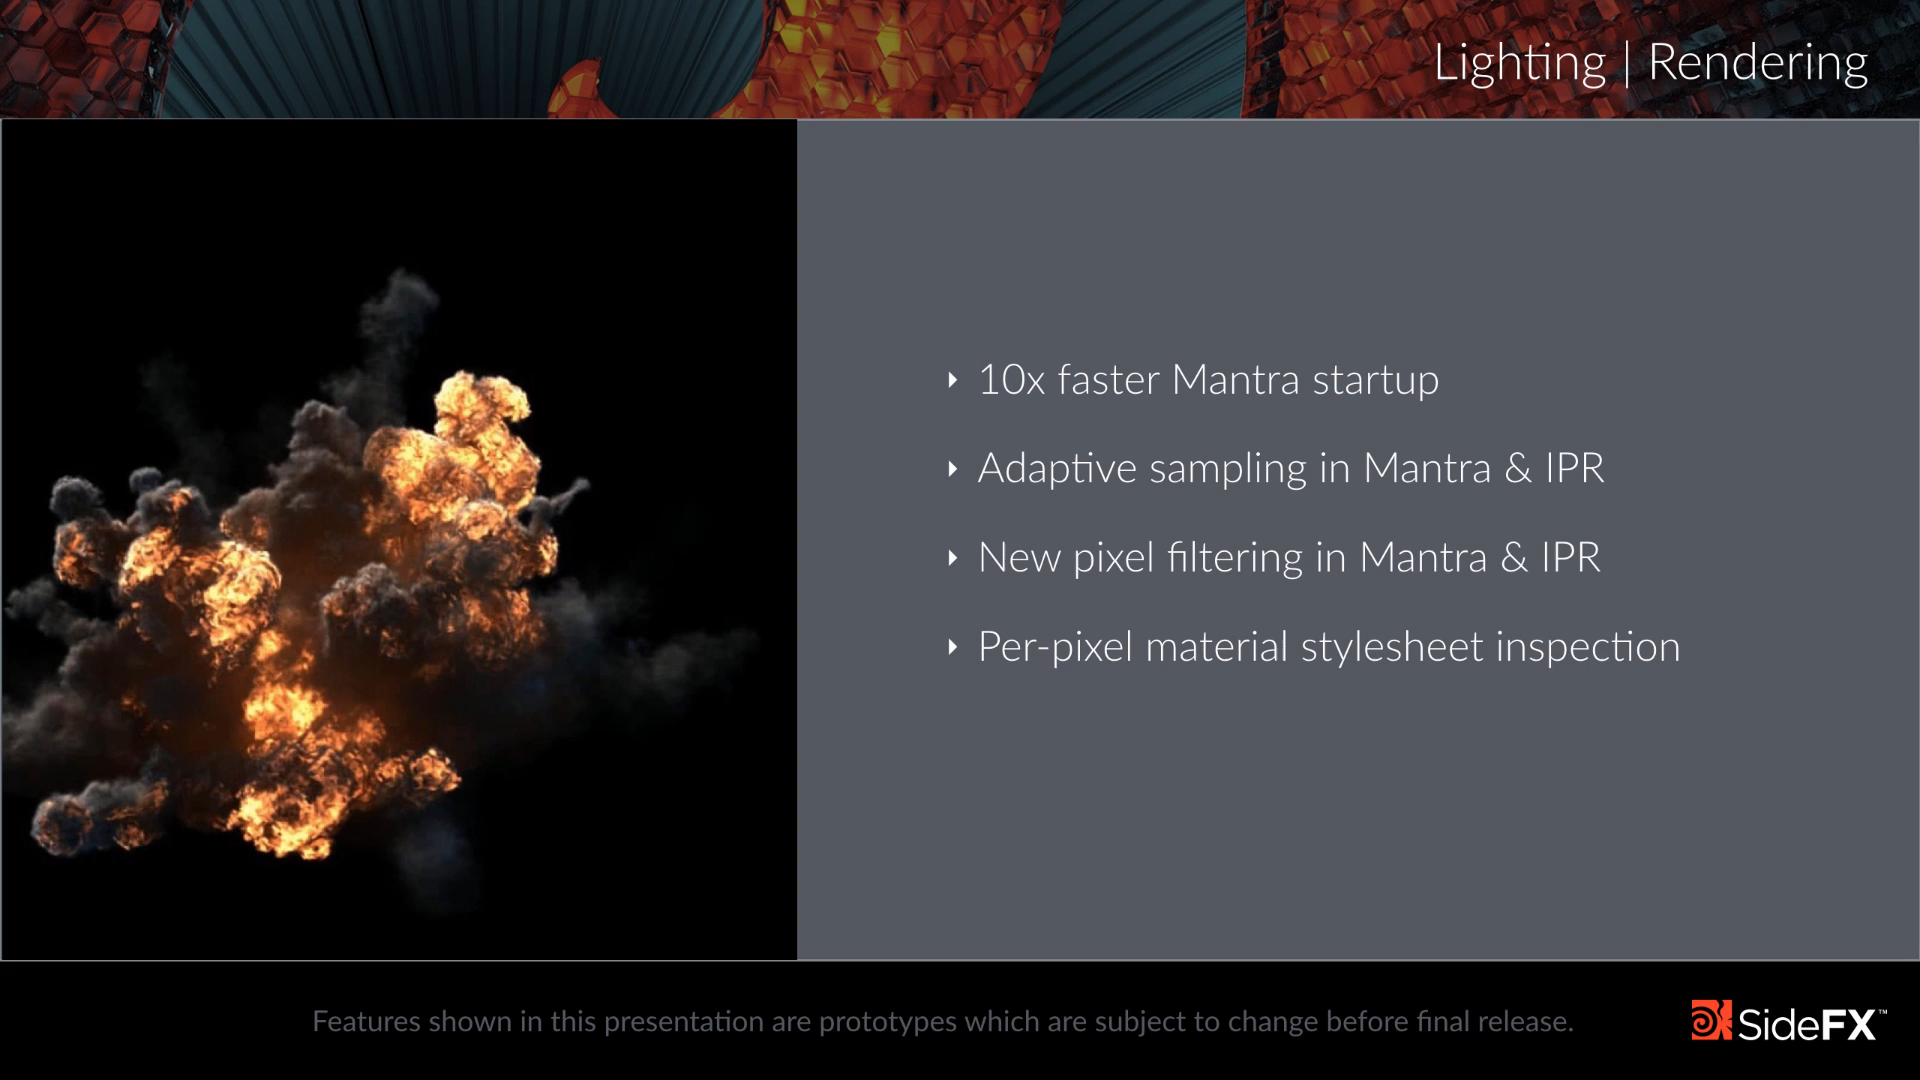 Lighting | Rendering
10x faster Mantra startup
Adaptive sampling in Mantra & IPR
New pixel filtering in Mantra & IPR
Per-pixel material stylesheet inspection
Features shown in this presentation are prototypes which are subject to change before final release.
SideFX™